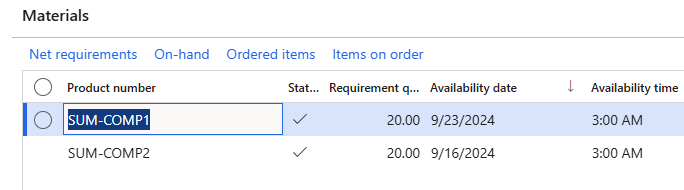 Materials
Net requirements On-hand Ordered items Items on order
Product number Stat... Requirement q... Availability date ↓ Availability time
SUM-COMP1 ✓ 20.00 9/23/2024 3:00 AM
SUM-COMP2 ✓ 20.00 9/16/2024 3:00 AM